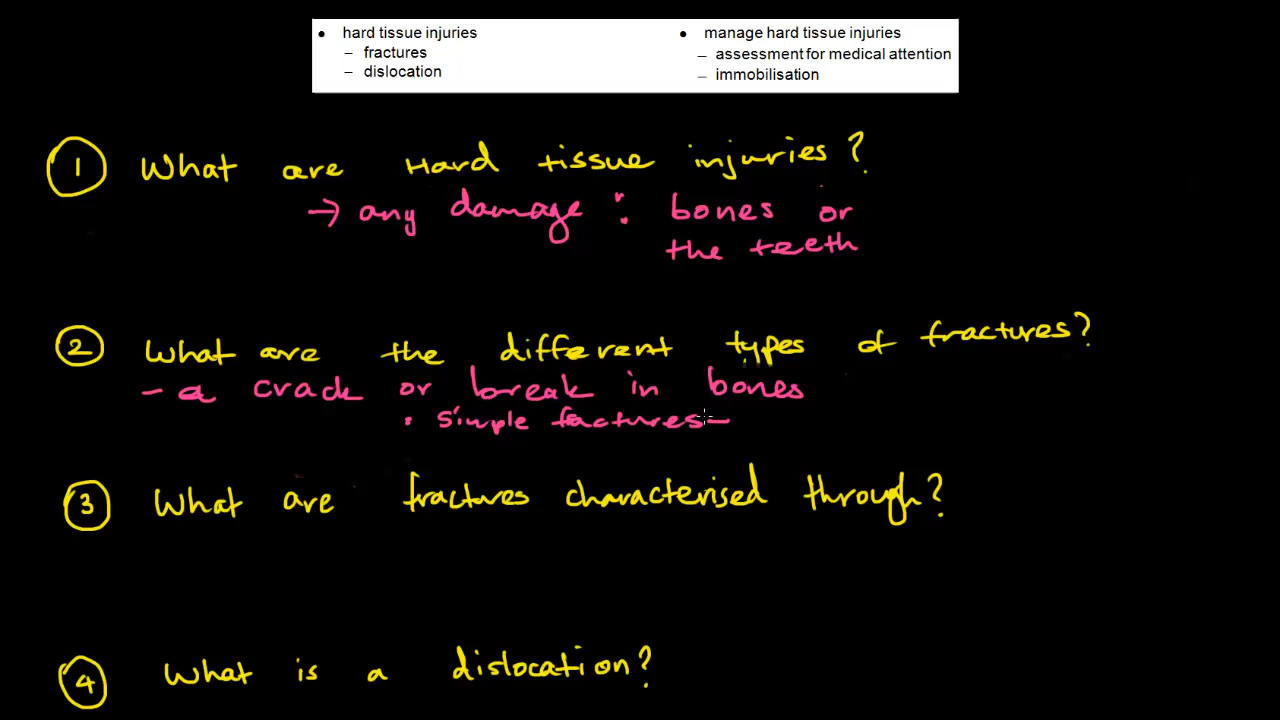 • hard tissue injuries
– fractures
– dislocation
• manage hard tissue injuries
– assessment for medical attention
– immobilisation
1 What are Hard tissue injuries?
→ any damage : bones or
the teeth
2 What are the different types of fractures?
- a crack or break in bones
• Simple factures-
3 What are fractures characterised through?
4 What is a dislocation?